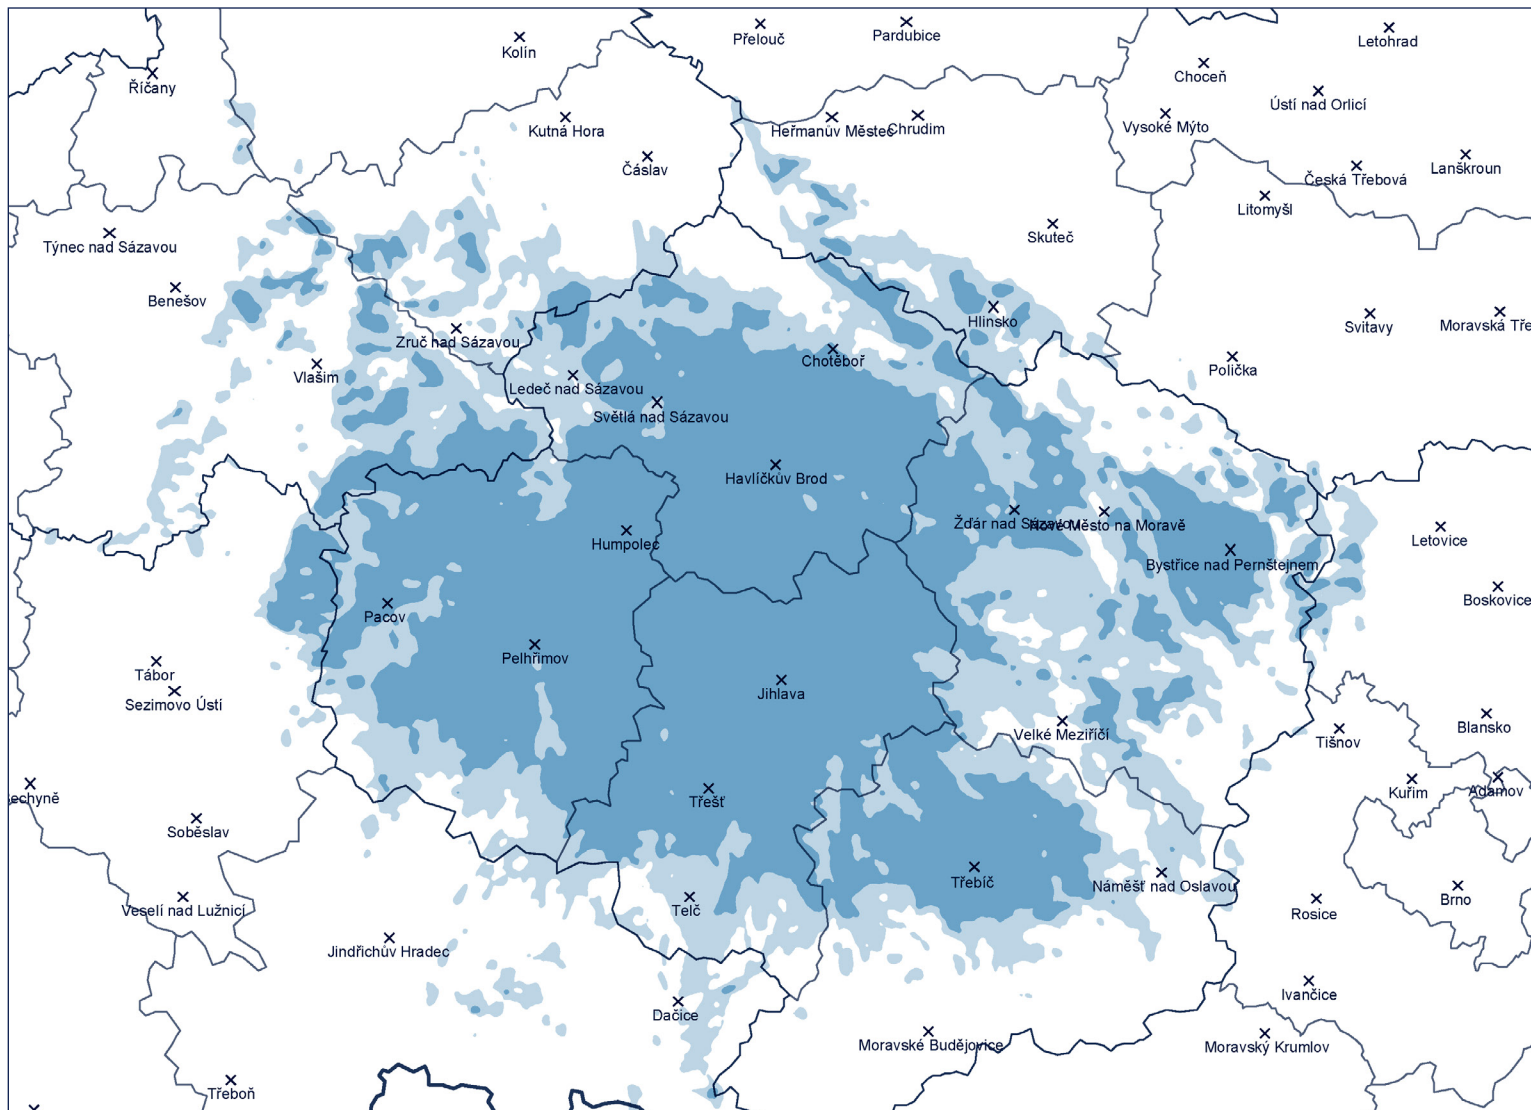 Pardubice
Přelouč
Letohrad
Kolín
Choceň
Říčany
Ústí nad Orlicí
Vysoké Mýto
Kutná Hora
Heřmanův Městec
Chrudim
Čáslav
Lanškroun
Česká Třebová
Litomyšl
Skuteč
Týnec nad Sázavou
Benešov
Hlinsko
Svitavy
Moravská Tře
Zruč nad Sázavou
Chotěboř
Polička
Vlašim
Ledeč nad Sázavou
Světlá nad Sázavou
Havlíčkův Brod
Žďár nad Sázavou
Nové Město na Moravě
Letovice
Humpolec
Bystřice nad Pernštejnem
Boskovice
Pacov
Pelhřimov
Tábor
Jihlava
Sezimovo Ústí
Blansko
Velké Meziříčí
Tišnov
echyně
Třešť
Kuřim
Adamov
Soběslav
Třebíč
Náměšť nad Oslavou
Brno
Veselí nad Lužnicí
Telč
Rosice
Jindřichův Hradec
Ivančice
Dačice
Moravské Budějovice
Moravský Krumlov
Třeboň